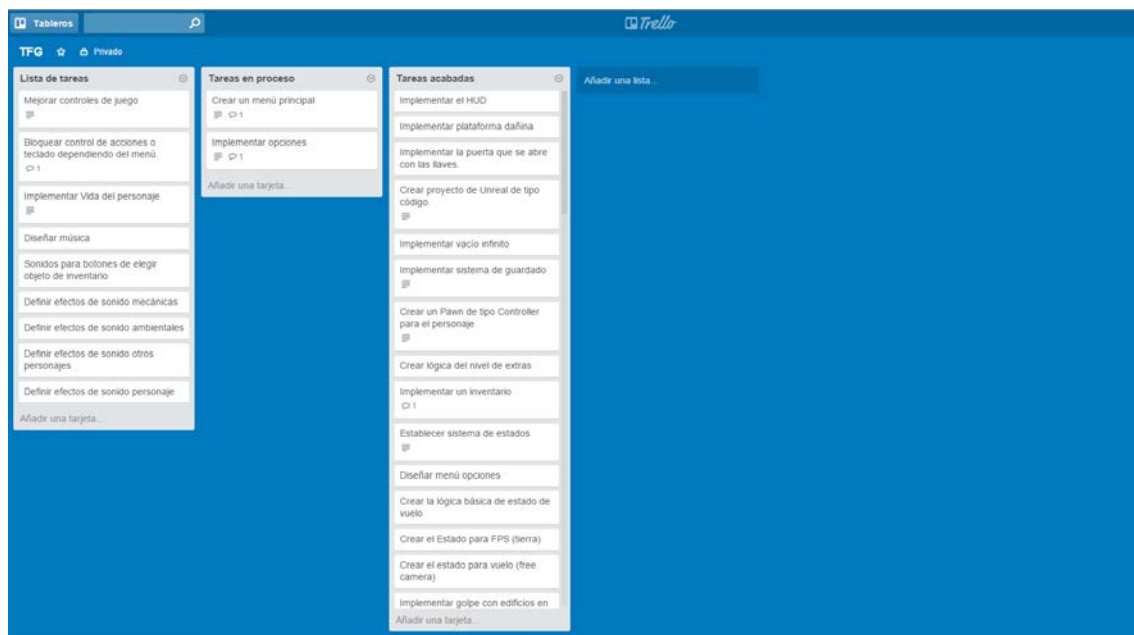 Tableros
Trello
TFG
Privado
Lista de tareas
Mejorar controles de juego
Bloquear control de acciones o
teclado dependiendo del menú.
1
Implementar Vida del personaje
Diseñar música
Sonidos para botones de elegir
objeto de inventario
Definir efectos de sonido mecánicas
Definir efectos de sonido ambientales
Definir efectos de sonido otros
personajes
Definir efectos de sonido personaje
Añadir una tarjeta...
Tareas en proceso
Crear un menú principal
1
Implementar opciones
1
Añadir una tarjeta...
Tareas acabadas
Implementar el HUD
Implementar plataforma dañina
Implementar la puerta que se abre
con las llaves.
Crear proyecto de Unreal de tipo
código.
Implementar vacío infinito
Implementar sistema de guardado
Crear un Pawn de tipo Controller
para el personaje
Crear lógica del nivel de extras
Implementar un inventario
1
Establecer sistema de estados
Diseñar menú opciones
Crear la lógica básica de estado de
vuelo
Crear el Estado para FPS (tierra)
Crear el estado para vuelo (free
camera)
Implementar golpe con edificios en
Añadir una tarjeta...
Añadir una lista...